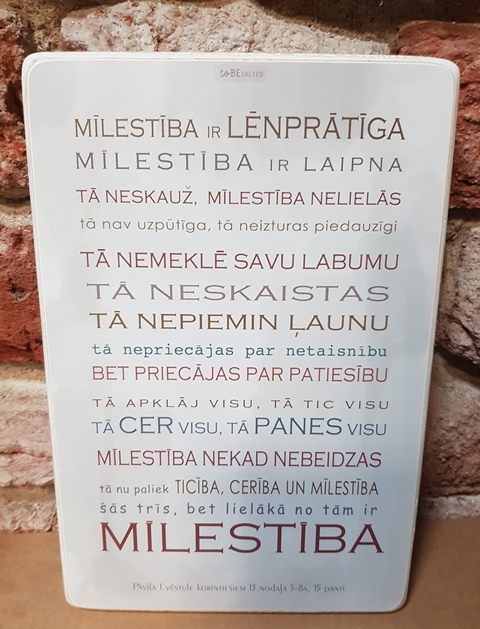 to BE SALTED
MĪLESTĪBA IR LĒNPRĀTĪGA
MĪLESTĪBA IR LAIPNA
TĀ NESKAUŽ, MĪLESTĪBA NELIELĀS
tā nav uzpūtīga, tā neizturas piedauzīgi
TĀ NEMEKLĒ SAVU LABUMU
TĀ NESKAISTAS
TĀ NEPIEMIN ĻAUNU
tā nepriecājas par netaisnību
BET PRIECĀJAS PAR PATIESĪBU
TĀ APKLĀJ VISU, TĀ TIC VISU
TĀ CER VISU, TĀ PANES VISU
MĪLESTĪBA NEKAD NEBEIDZAS
tā nu paliek TICĪBA, CERĪBA UN MĪLESTĪBA
šās trīs, bet lielākā no tām ir
MĪLESTĪBA
PĀVILA 1.VĒSTULE KORINTIEŠIEM 13.NODAĻA 5-8A, 13 PANTI